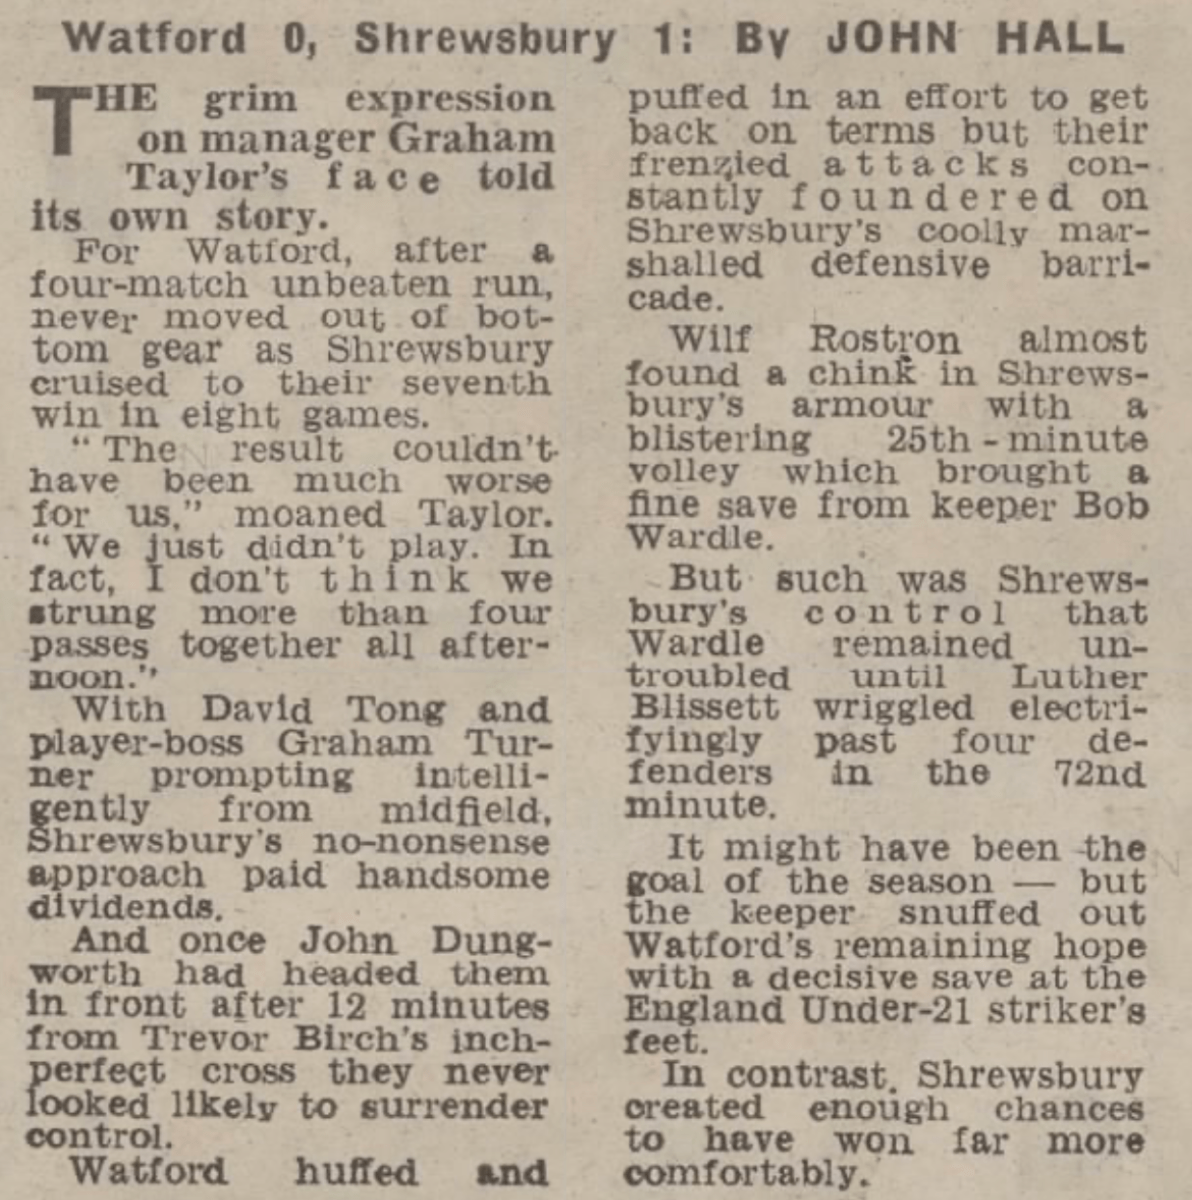 Watford 0, Shrewsbury 1: By JOHN HALL
THE grim expression
on manager Graham
Taylor's face told
its own story.
For Watford, after a
four-match unbeaten run,
never moved out of bot-
tom gear as Shrewsbury
cruised to their seventh
win in eight games.
"The result couldn't
have been much worse
for us," moaned Taylor.
"We just didn't play. In
fact, I don't think we
strung more than four
passes together all after-
noon."
With David Tong and
player-boss Graham Tur-
ner prompting intelli-
gently from midfield,
Shrewsbury's no-nonsense
approach paid handsome
dividends.
And once John Dung-
worth had headed them
in front after 12 minutes
from Trevor Birch's inch-
perfect cross they never
looked likely to surrender
control.
Watford huffed and
puffed in an effort to get
back on terms but their
frenzied attacks con-
stantly foundered on
Shrewsbury's coolly mar-
shalled defensive barri-
cade.
Wilf Rostron almost
found a chink in Shrews-
bury's armour with a
blistering 25th-minute
volley which brought a
fine save from keeper Bob
Wardle.
But such was Shrews-
bury's control that
Wardle remained un-
troubled until Luther
Blissett wriggled electri-
fyingly past four de-
fenders in the 72nd
minute.
It might have been the
goal of the season — but
the keeper snuffed out
Watford's remaining hope
with a decisive save at the
England Under-21 striker's
feet.
In contrast, Shrewsbury
created enough chances
to have won far more
comfortably.